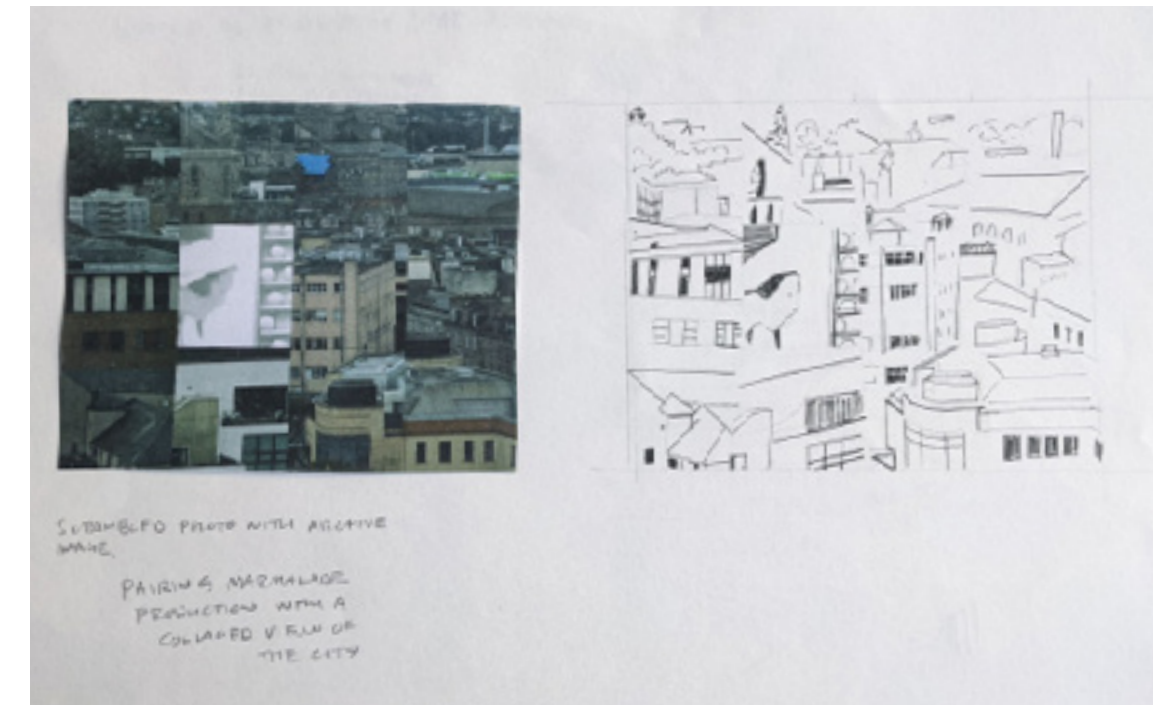 SCRAMBLED PHOTO WITH ARCHIVE
IMAGE.
PAIRING MARMALADE
PRODUCTION WITH A
COLLAGED VIEW OF
THE CITY